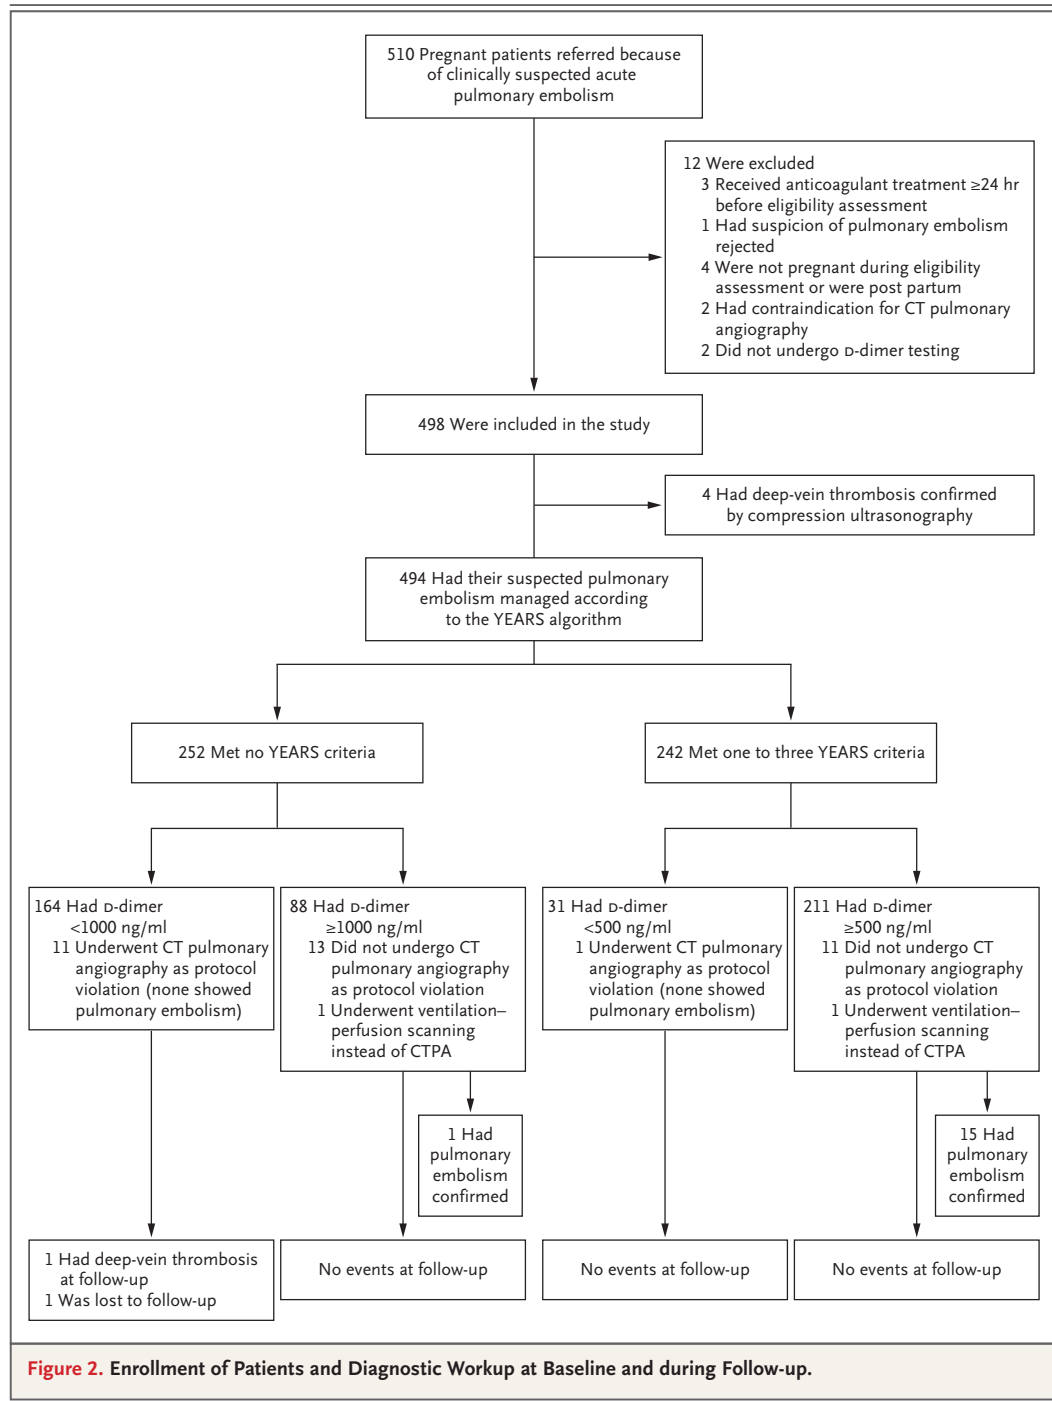 510 Pregnant patients referred because
of clinically suspected acute
pulmonary embolism
12 Were excluded
3 Received anticoagulant treatment ≥24 hr
before eligibility assessment
1 Had suspicion of pulmonary embolism
rejected
4 Were not pregnant during eligibility
assessment or were post partum
2 Had contraindication for CT pulmonary
angiography
2 Did not undergo D-dimer testing
498 Were included in the study
4 Had deep-vein thrombosis confirmed
by compression ultrasonography
494 Had their suspected pulmonary
embolism managed according
to the YEARS algorithm
252 Met no YEARS criteria
242 Met one to three YEARS criteria
164 Had D-dimer
<1000 ng/ml
11 Underwent CT pulmonary
angiography as protocol
violation (none showed
pulmonary embolism)
88 Had D-dimer
≥1000 ng/ml
13 Did not undergo CT
pulmonary angiography
as protocol violation
1 Underwent ventilation–
perfusion scanning
instead of CTPA
31 Had D-dimer
<500 ng/ml
1 Underwent CT pulmonary
angiography as protocol
violation (none showed
pulmonary embolism)
211 Had D-dimer
≥500 ng/ml
11 Did not undergo CT
pulmonary angiography
as protocol violation
1 Underwent ventilation–
perfusion scanning
instead of CTPA
1 Had
pulmonary
embolism
confirmed
15 Had
pulmonary
embolism
confirmed
1 Had deep-vein thrombosis
at follow-up
1 Was lost to follow-up
No events at follow-up
No events at follow-up
No events at follow-up
Figure 2. Enrollment of Patients and Diagnostic Workup at Baseline and during Follow-up.